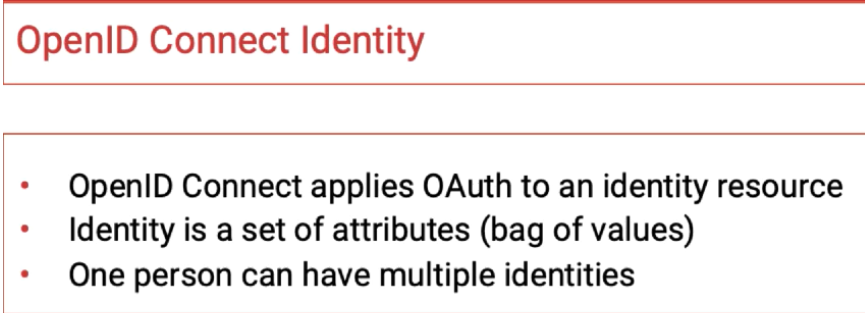 OpenID Connect Identity
• OpenID Connect applies OAuth to an identity resource
• Identity is a set of attributes (bag of values)
• One person can have multiple identities